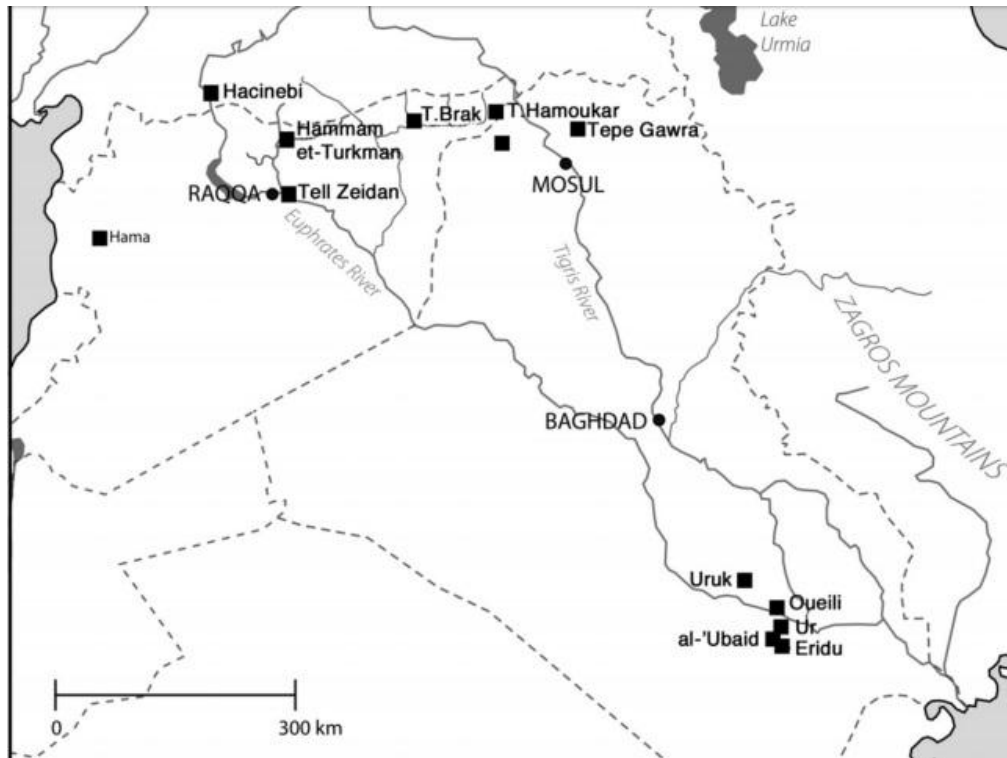 Lake
Urmia
Hacinebi
T.Brak
T.Hamoukar
Tepe Gawra
Hammam
et-Turkman
MOSUL
RAQQA
Tell Zeidan
Hama
Euphrates River
Tigris River
ZAGROS MOUNTAINS
BAGHDAD
Uruk
Oueili
Ur
al-'Ubaid
Eridu
0
300 km